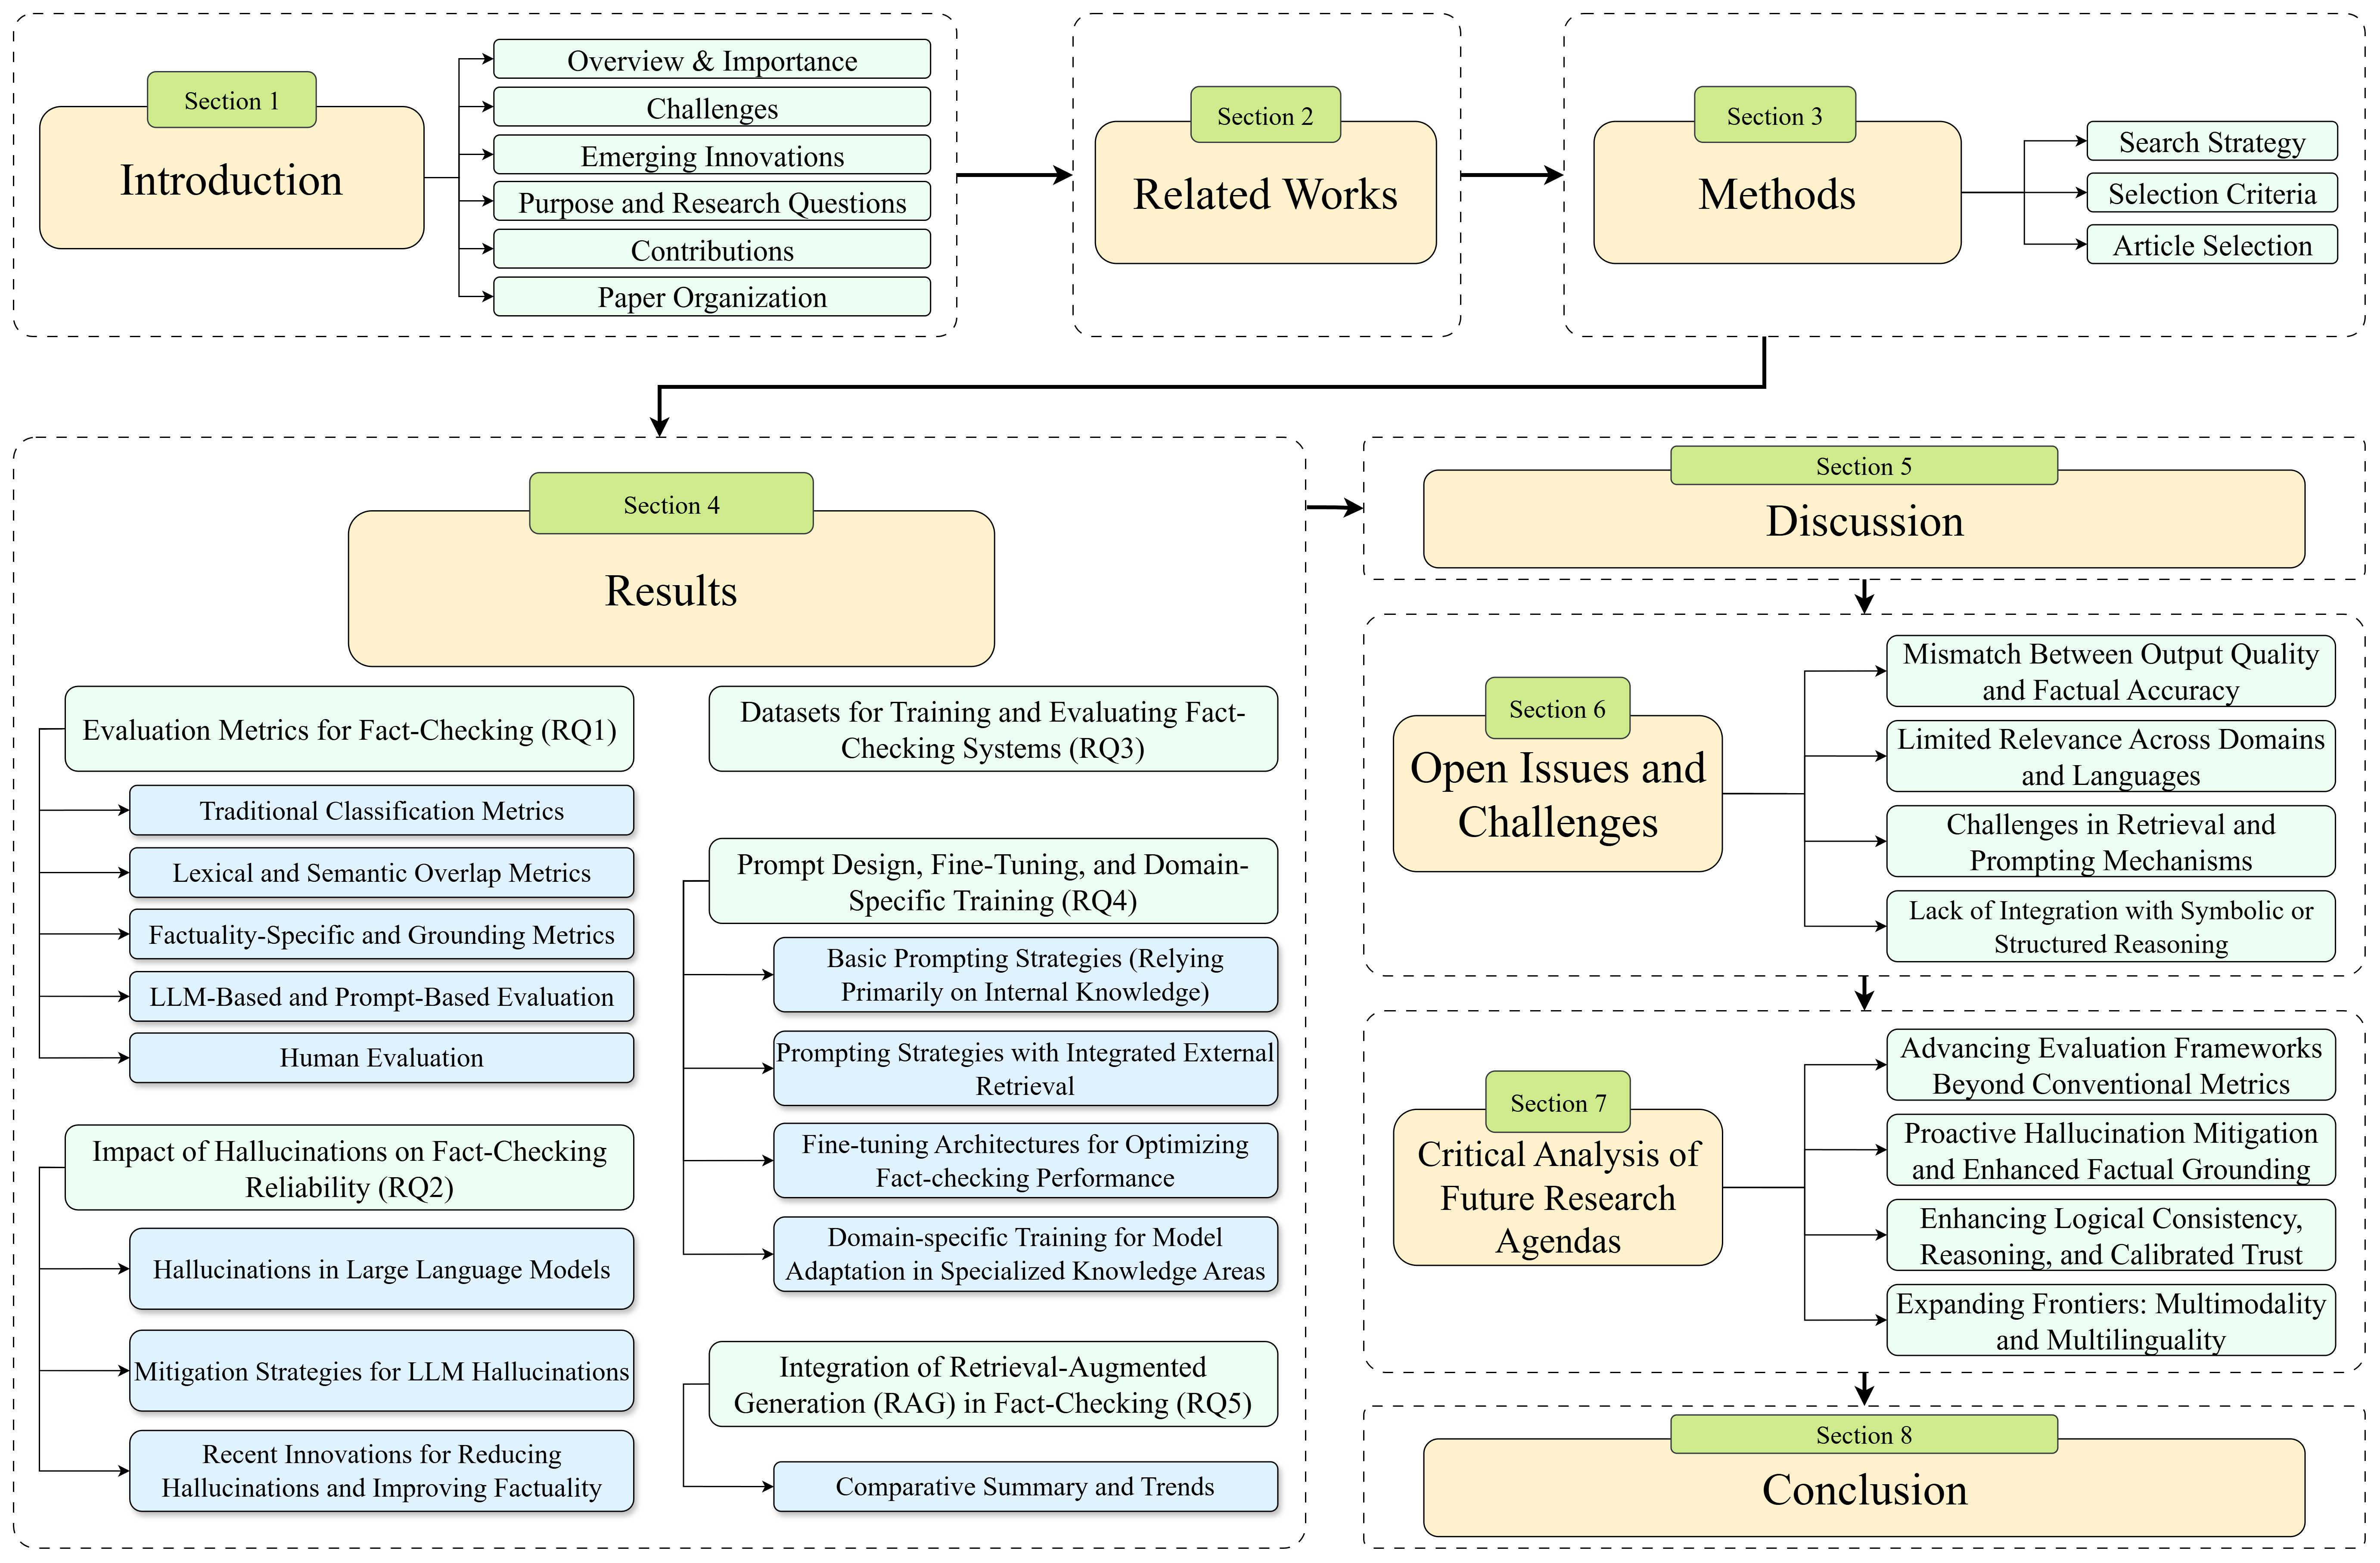 Section 1
Introduction
Overview & Importance
Challenges
Emerging Innovations
Purpose and Research Questions
Contributions
Paper Organization
Section 2
Related Works
Section 3
Methods
Search Strategy
Selection Criteria
Article Selection
Section 4
Results
Evaluation Metrics for Fact-Checking (RQ1)
Traditional Classification Metrics
Lexical and Semantic Overlap Metrics
Factuality-Specific and Grounding Metrics
LLM-Based and Prompt-Based Evaluation
Human Evaluation
Impact of Hallucinations on Fact-Checking
Reliability (RQ2)
Hallucinations in Large Language Models
Mitigation Strategies for LLM Hallucinations
Recent Innovations for Reducing
Hallucinations and Improving Factuality
Datasets for Training and Evaluating Fact-
Checking Systems (RQ3)
Prompt Design, Fine-Tuning, and Domain-
Specific Training (RQ4)
Basic Prompting Strategies (Relying
Primarily on Internal Knowledge)
Prompting Strategies with Integrated External
Retrieval
Fine-tuning Architectures for Optimizing
Fact-checking Performance
Domain-specific Training for Model
Adaptation in Specialized Knowledge Areas
Integration of Retrieval-Augmented
Generation (RAG) in Fact-Checking (RQ5)
Comparative Summary and Trends
Section 5
Discussion
Section 6
Open Issues and
Challenges
Mismatch Between Output Quality
and Factual Accuracy
Limited Relevance Across Domains
and Languages
Challenges in Retrieval and
Prompting Mechanisms
Lack of Integration with Symbolic or
Structured Reasoning
Section 7
Critical Analysis of
Future Research
Agendas
Advancing Evaluation Frameworks
Beyond Conventional Metrics
Proactive Hallucination Mitigation
and Enhanced Factual Grounding
Enhancing Logical Consistency,
Reasoning, and Calibrated Trust
Expanding Frontiers: Multimodality
and Multilinguality
Section 8
Conclusion